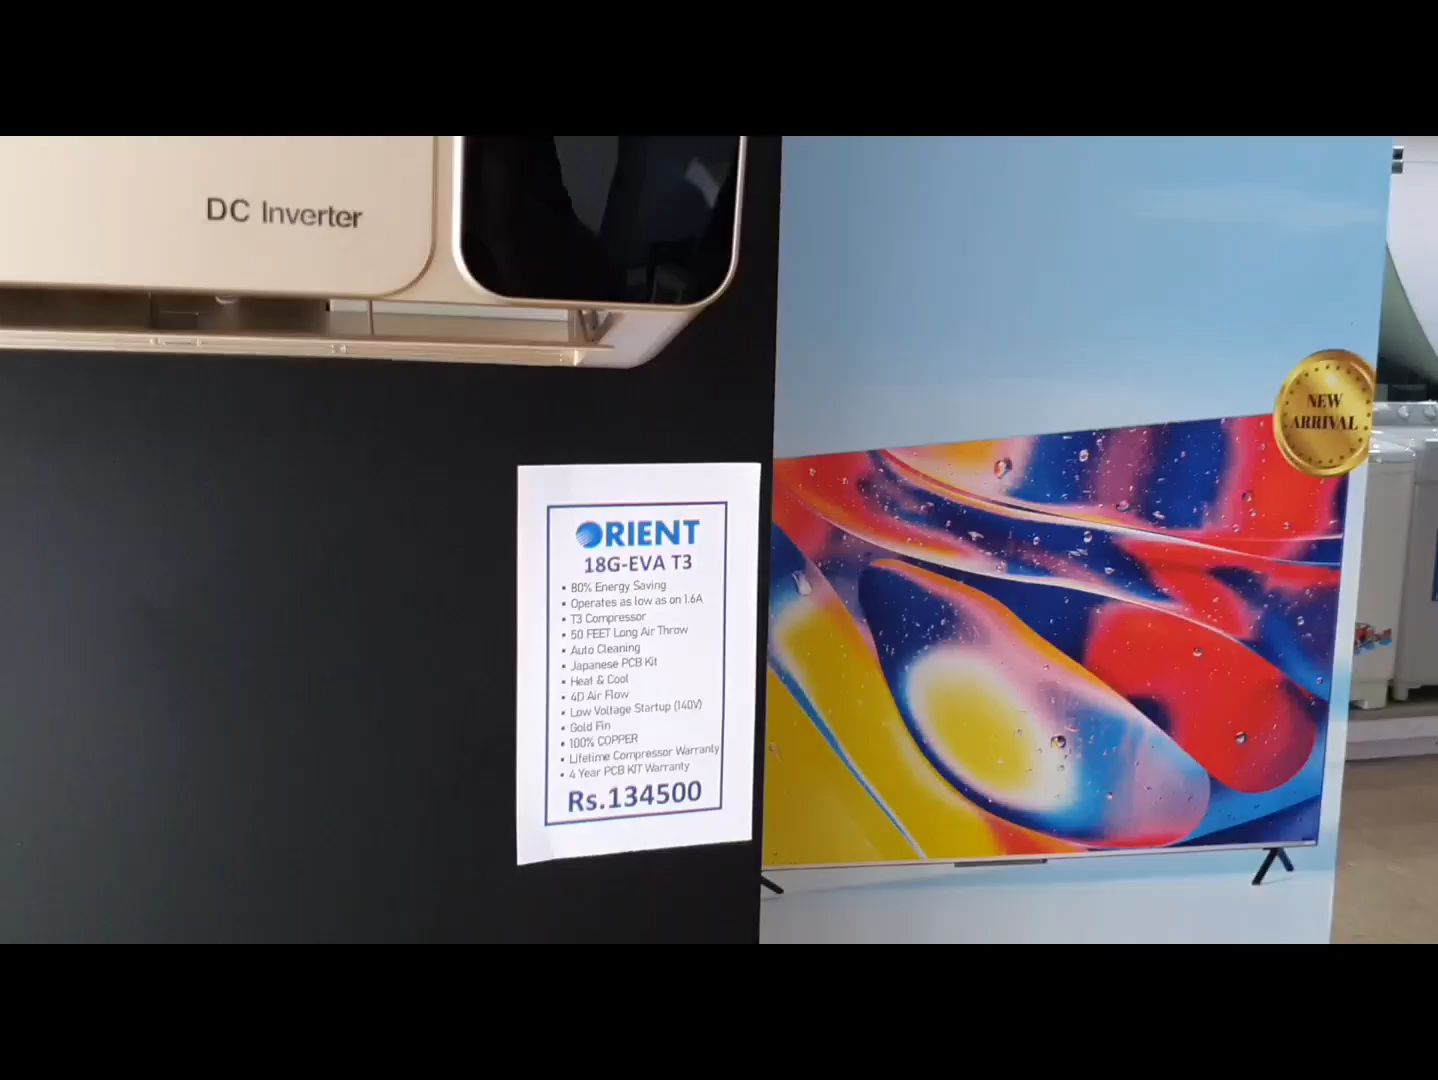 DC Inverter
NEW
ARRIVAL
ORIENT
18G-EVA T3
• 80% Energy Saving
• Operates as low as on 1.6A
• T3 Compressor
• 50 FEET Long Air Throw
• Auto Cleaning
• Japanese PCB Kit
• Heat & Cool
• 4D Air Flow
• Low Voltage Startup (140V)
• Gold Fin
• 100% COPPER
• Lifetime Compressor Warranty
• 4 Year PCB KIT Warranty
Rs.134500